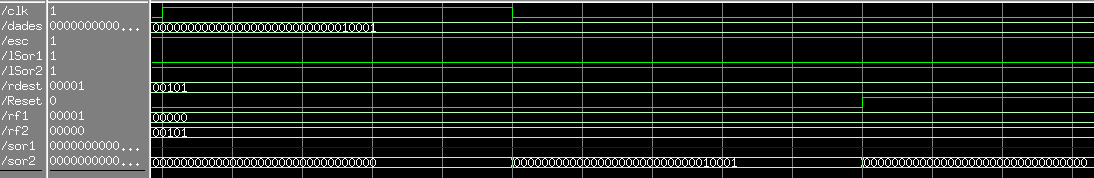 /clk 1
/dades 0000000000... 00000000000000000000000000010001
/esc 1
/lSor1 1
/lSor2 1
/rdest 00001 00101
/Reset 0
/rf1 00001 00000
/rf2 00000 00101
/sor1 0000000000...
/sor2 0000000000... 00000000000000000000000000000000 00000000000000000000000000010001 00000000000000000000000000000000